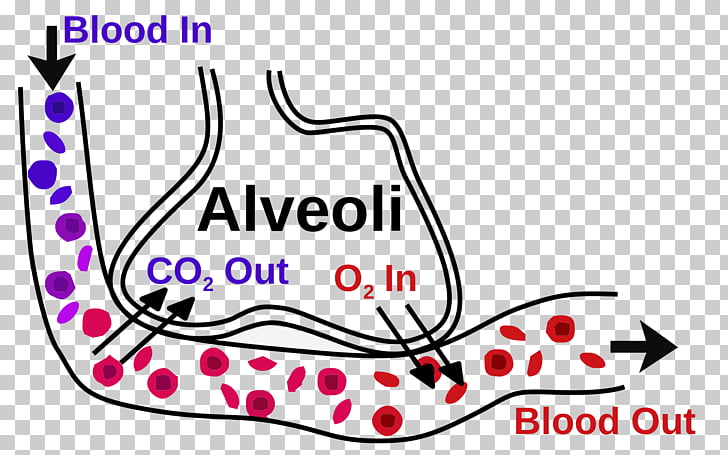 Blood In
Alveoli
CO₂ Out
O₂ In
Blood Out